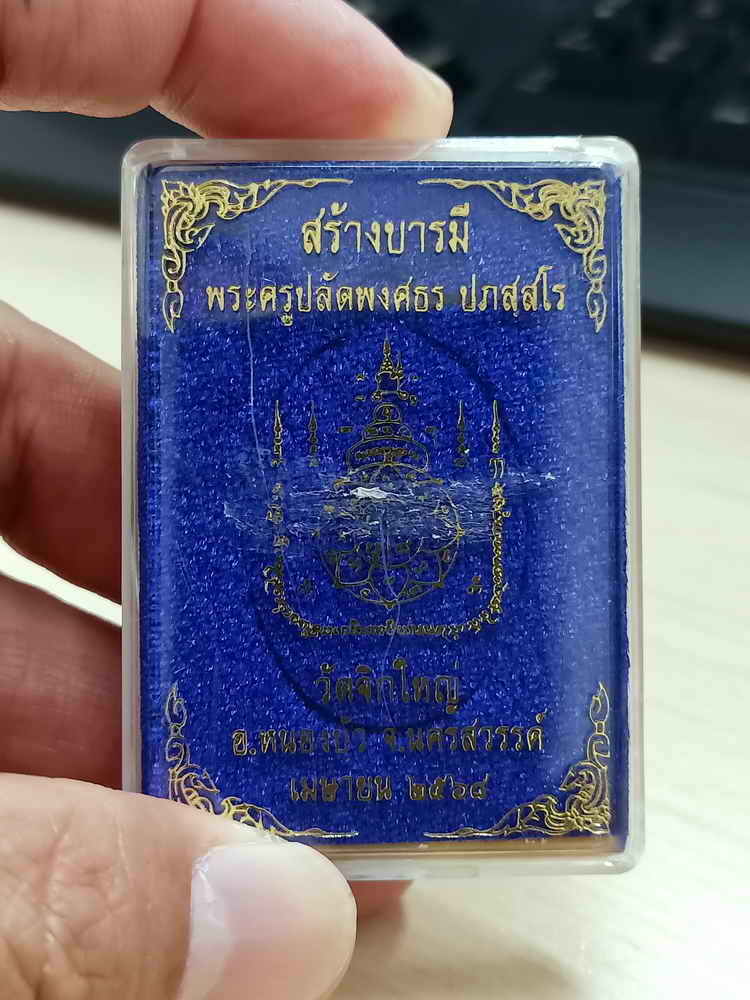 สร้างบารมี
พระครูปลัดพงศธร ปภสฺสโร
วัดจิกใหญ่
อ.หนองบัว จ.นครสวรรค์
เมษายน ๒๕๖๘